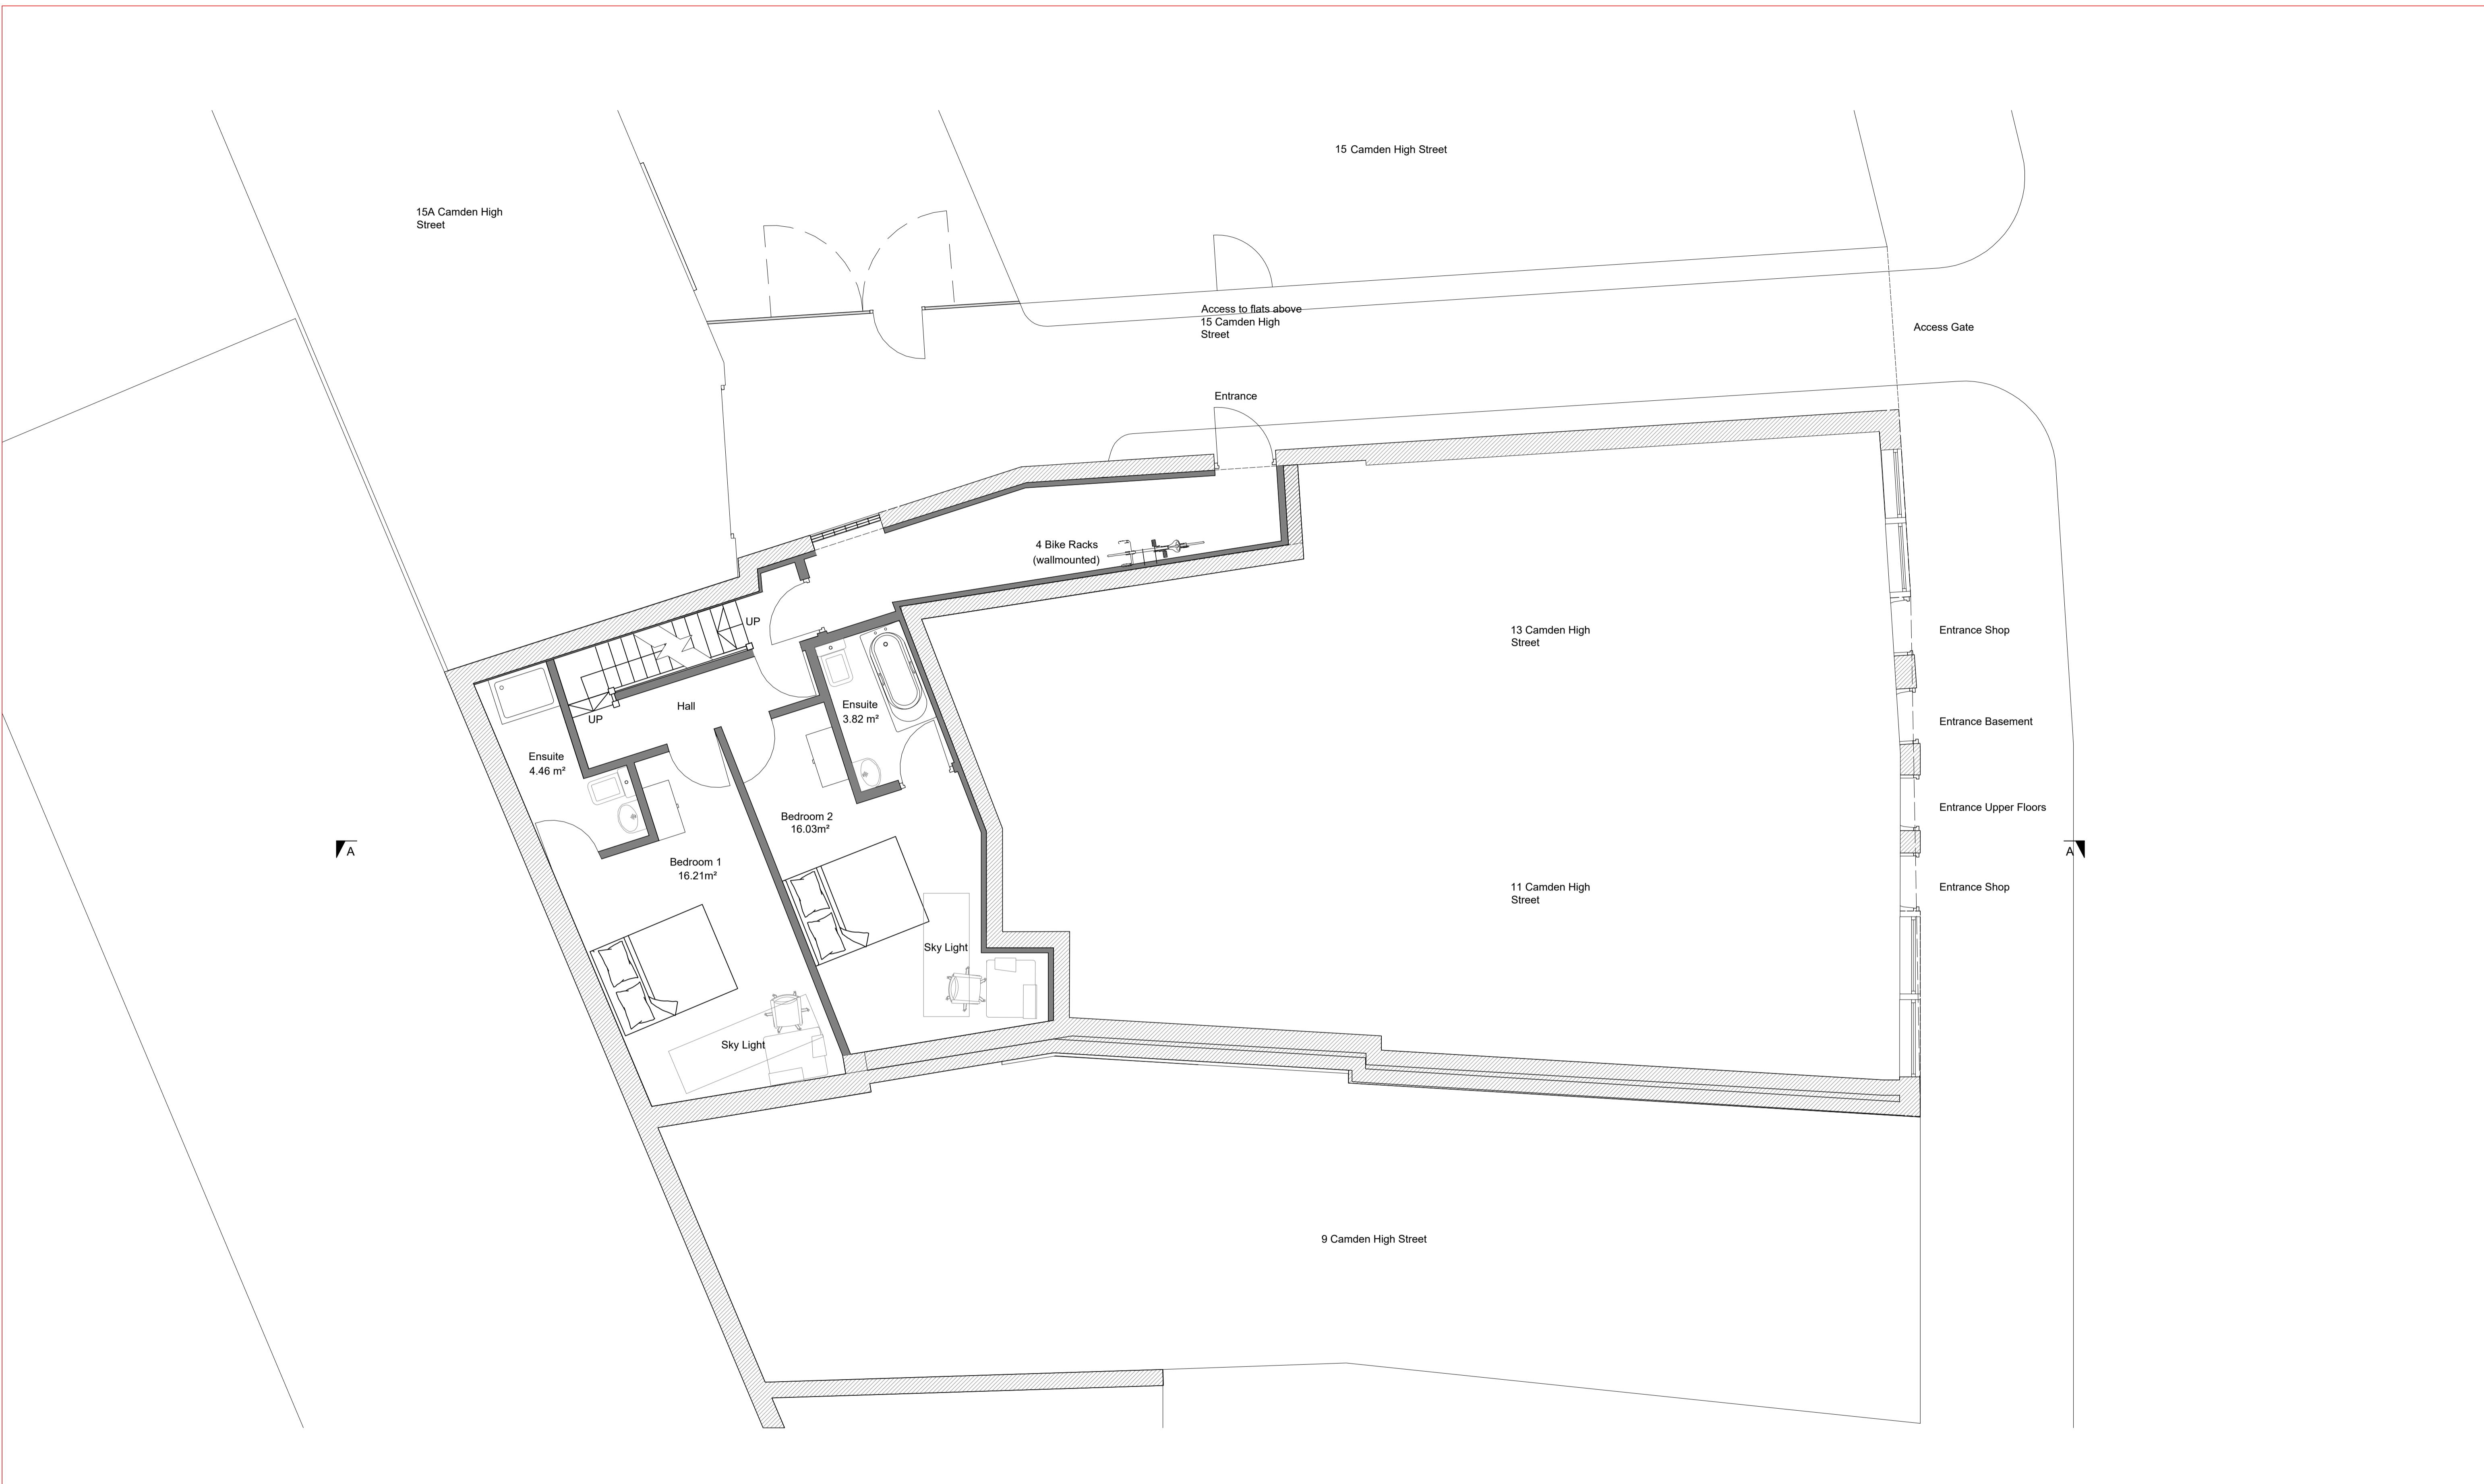 15 Camden High Street
15A Camden High
Street
Access to flats above
15 Camden High
Street
Access Gate
Entrance
4 Bike Racks
(wallmounted)
UP
13 Camden High
Street
Entrance Shop
Hall
Ensuite
3.82 m²
UP
Entrance Basement
Ensuite
4.46 m²
Bedroom 2
16.03m²
Entrance Upper Floors
A
A
Bedroom 1
16.21m²
11 Camden High
Street
Entrance Shop
Sky Light
Sky Light
9 Camden High Street